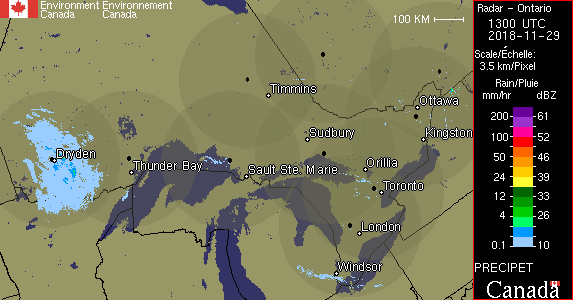 Environment Environnement
Canada Canada
100 KM
Timmins
Ottawa
Sudbury
Kingston
Dryden
Thunder Bay
Sault Ste. Marie
Orillia
Toronto
London
Windsor
Radar - Ontario
1300 UTC
2018-11-29
Scale/Échelle:
3.5 km/Pixel
Rain/Pluie
mm/hr dBZ
200 61
100 52
50 46
24 39
12 33
4 26
8 20
0.1 10
PRECIPET
Canada